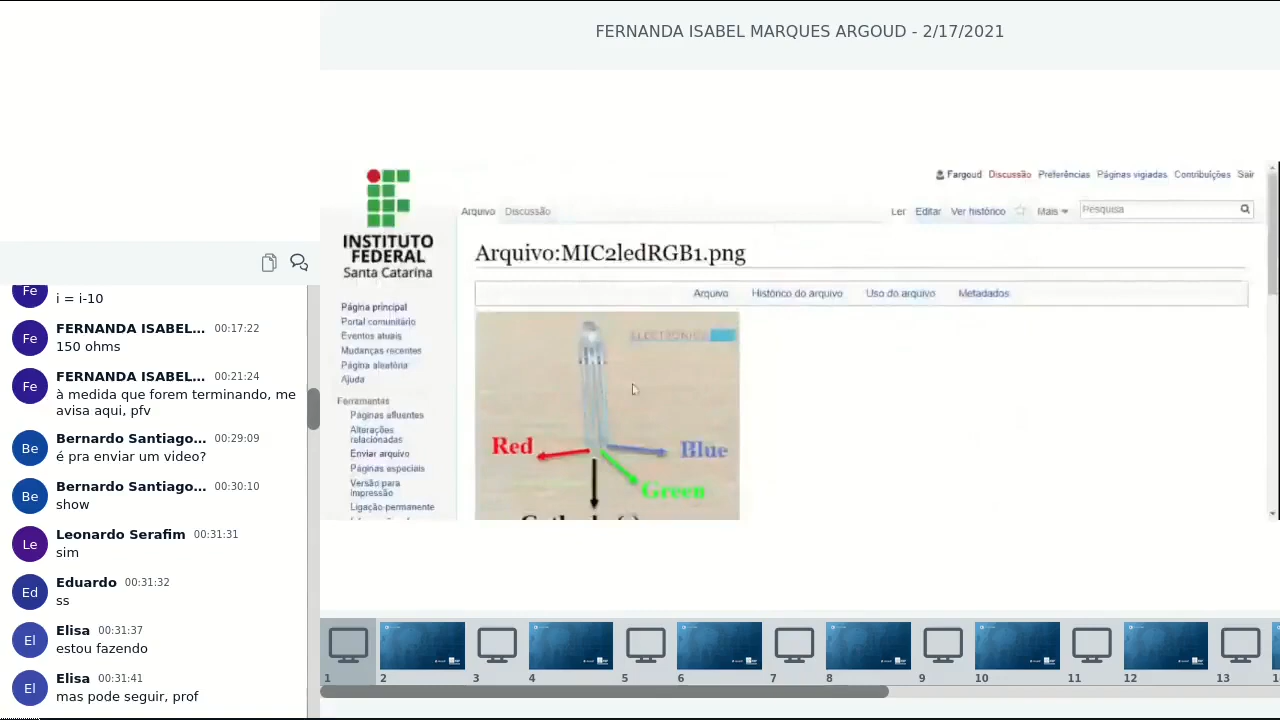 FERNANDA ISABEL MARQUES ARGOUD - 2/17/2021
Fe
i = i-10
Fe
FERNANDA ISABEL... 00:17:22
150 ohms
Fe
FERNANDA ISABEL... 00:21:24
à medida que forem terminando, me
avisa aqui, pfv
Be
Bernardo Santiago... 00:29:09
é pra enviar um video?
Be
Bernardo Santiago... 00:30:10
show
Le
Leonardo Serafim 00:31:31
sim
Ed
Eduardo 00:31:32
ss
El
Elisa 00:31:37
estou fazendo
El
Elisa 00:31:41
mas pode seguir, prof
INSTITUTO
FEDERAL
Santa Catarina
Página principal
Portal comunitário
Eventos atuais
Mudanças recentes
Página aleatória
Ajuda
Ferramentas
Páginas afluentes
Alterações
relacionadas
Enviar arquivo
Páginas especiais
Versão para
impressão
Ligação permanente
Fargoud Discussão Preferências Páginas vigiadas Contribuições Sair
Arquivo Discussão Ler Editar Ver histórico Mais Pesquisa
Arquivo:MIC2ledRGB1.png
Arquivo Histórico do arquivo Uso do arquivo Metadados
Red
Blue
Green
1 2 3 4 5 6 7 8 9 10 11 12 13